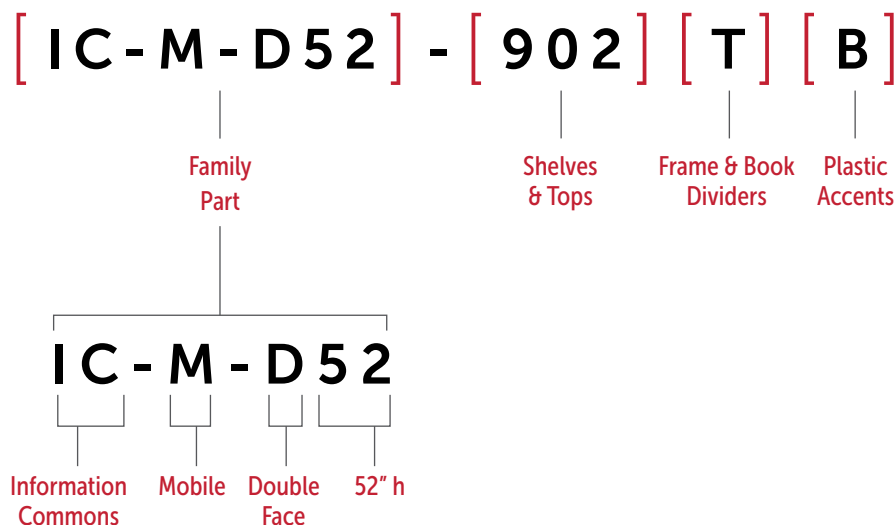 [IC-M-D52] - [902] [T] [B]
Family
Part
Shelves
& Tops
Frame & Book
Dividers
Plastic
Accents
IC-M-D52
Information
Commons
Mobile
Double
Face
52” h